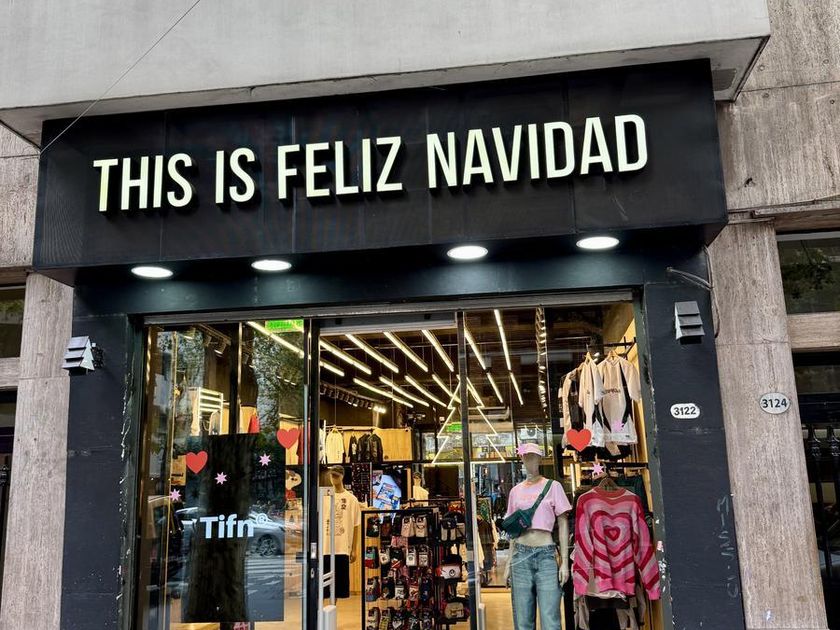 THIS IS FELIZ NAVIDAD
3122
3124
Tifn®